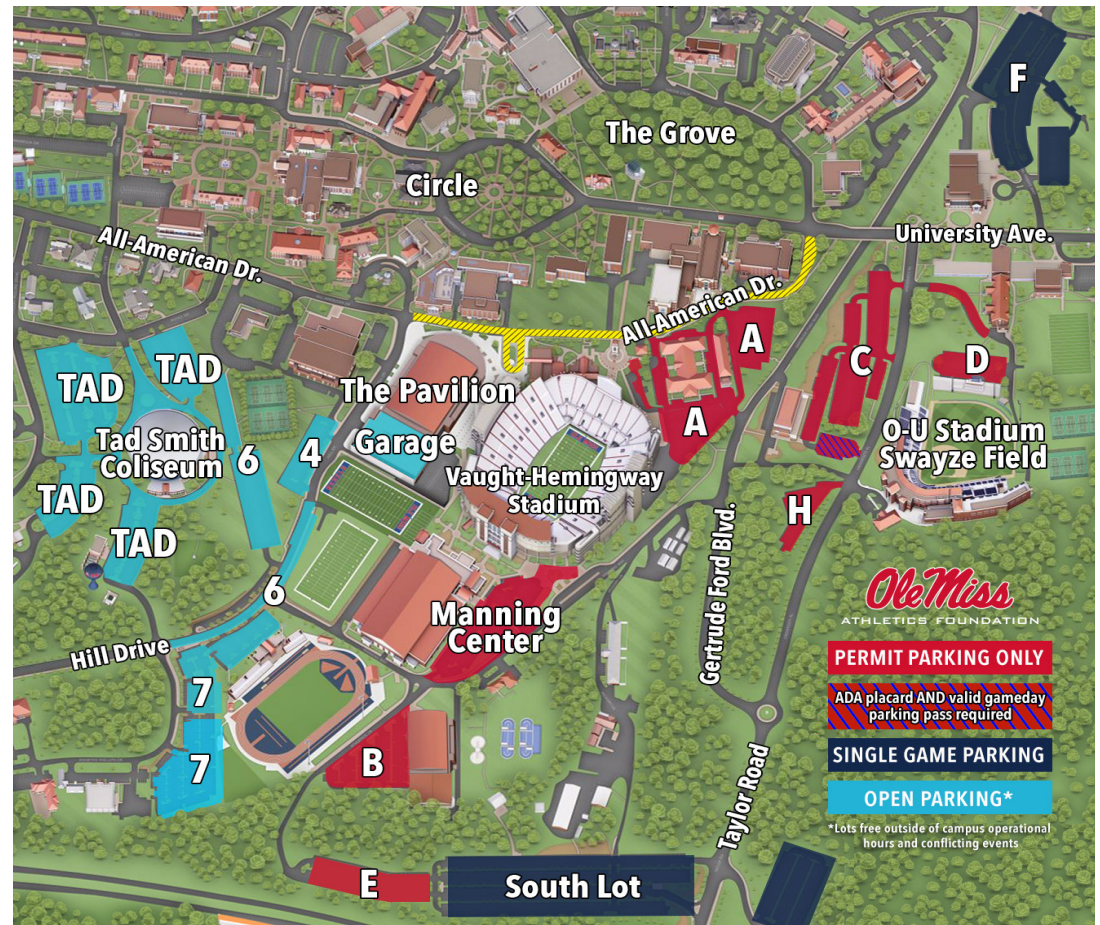 F
The Grove
Circle
University Ave.
All-American Dr.
All-American Dr.
A
C
D
TAD
TAD
The Pavilion
A
Garage
O-U Stadium
Swayze Field
Tad Smith
Coliseum
6
4
Vaught-Hemingway
Stadium
TAD
H
TAD
Gertrude Ford Blvd.
6
Manning
Center
Ole Miss
ATHLETICS FOUNDATION
Hill Drive
PERMIT PARKING ONLY
7
ADA placard AND valid gameday
parking pass required
SINGLE GAME PARKING
7
B
Taylor Road
OPEN PARKING*
*Lots free outside of campus operational
hours and conflicting events
E
South Lot